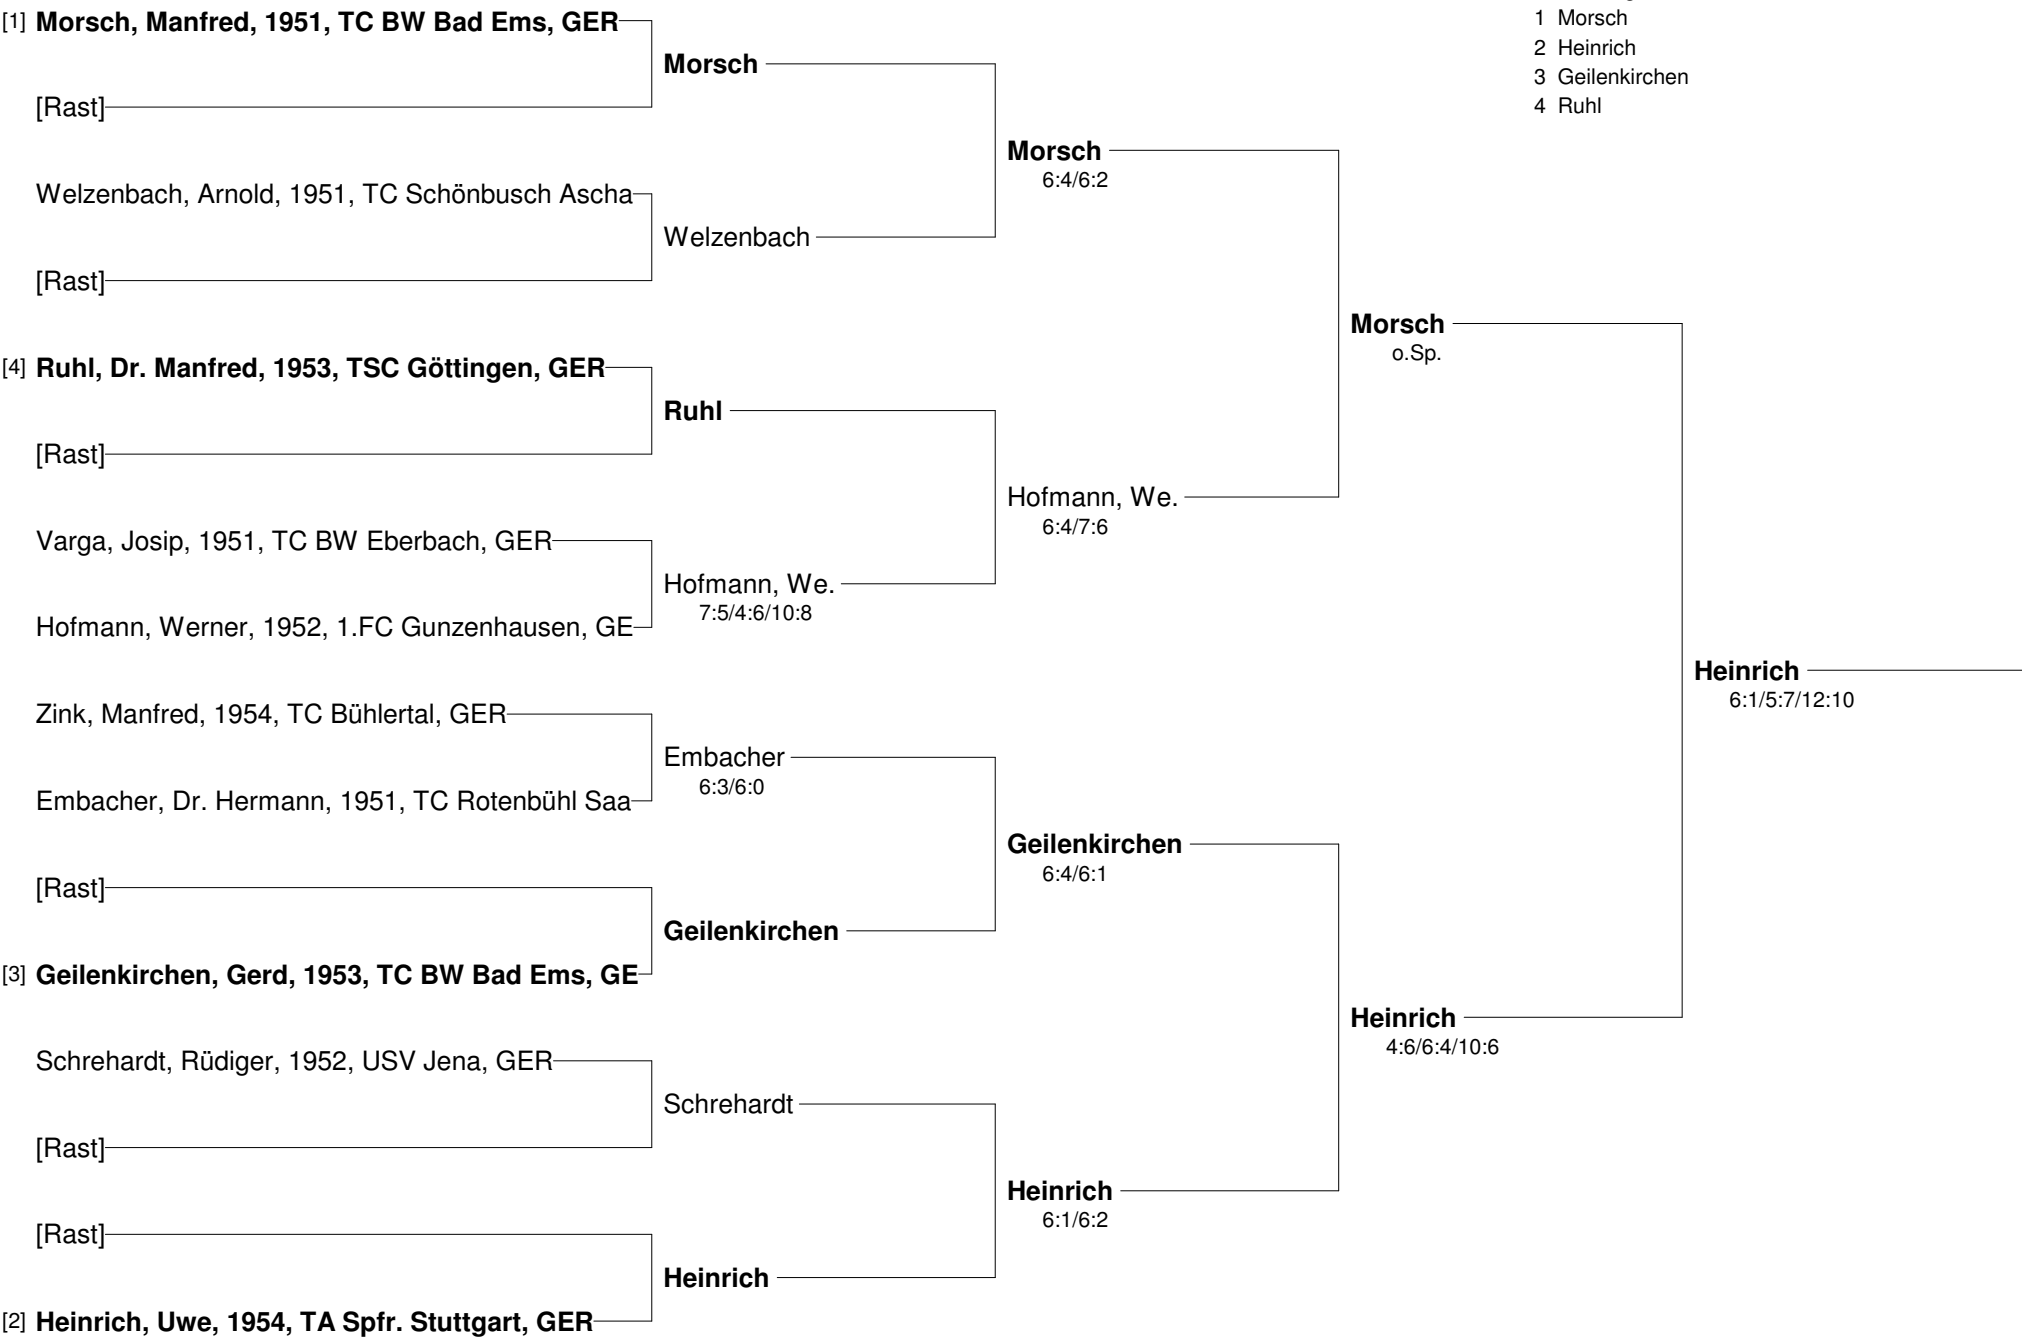 [1] Morsch, Manfred, 1951, TC BW Bad Ems, GER
[Rast]
Welzenbach, Arnold, 1951, TC Schönbusch Ascha
[Rast]
[4] Ruhl, Dr. Manfred, 1953, TSC Göttingen, GER
[Rast]
Varga, Josip, 1951, TC BW Eberbach, GER
Hofmann, Werner, 1952, 1.FC Gunzenhausen, GE
Zink, Manfred, 1954, TC Bühlertal, GER
Embacher, Dr. Hermann, 1951, TC Rotenbühl Saa
[Rast]
[3] Geilenkirchen, Gerd, 1953, TC BW Bad Ems, GE
Schrehardt, Rüdiger, 1952, USV Jena, GER
[Rast]
[Rast]
[2] Heinrich, Uwe, 1954, TA Spfr. Stuttgart, GER
Morsch
Welzenbach
Ruhl
Hofmann, We.
7:5/4:6/10:8
Embacher
6:3/6:0
Geilenkirchen
Schrehardt
Heinrich
Morsch
6:4/6:2
Hofmann, We.
6:4/7:6
Geilenkirchen
6:4/6:1
Heinrich
6:1/6:2
Morsch
o.Sp.
Heinrich
4:6/6:4/10:6
Heinrich
6:1/5:7/12:10
1 Morsch
2 Heinrich
3 Geilenkirchen
4 Ruhl